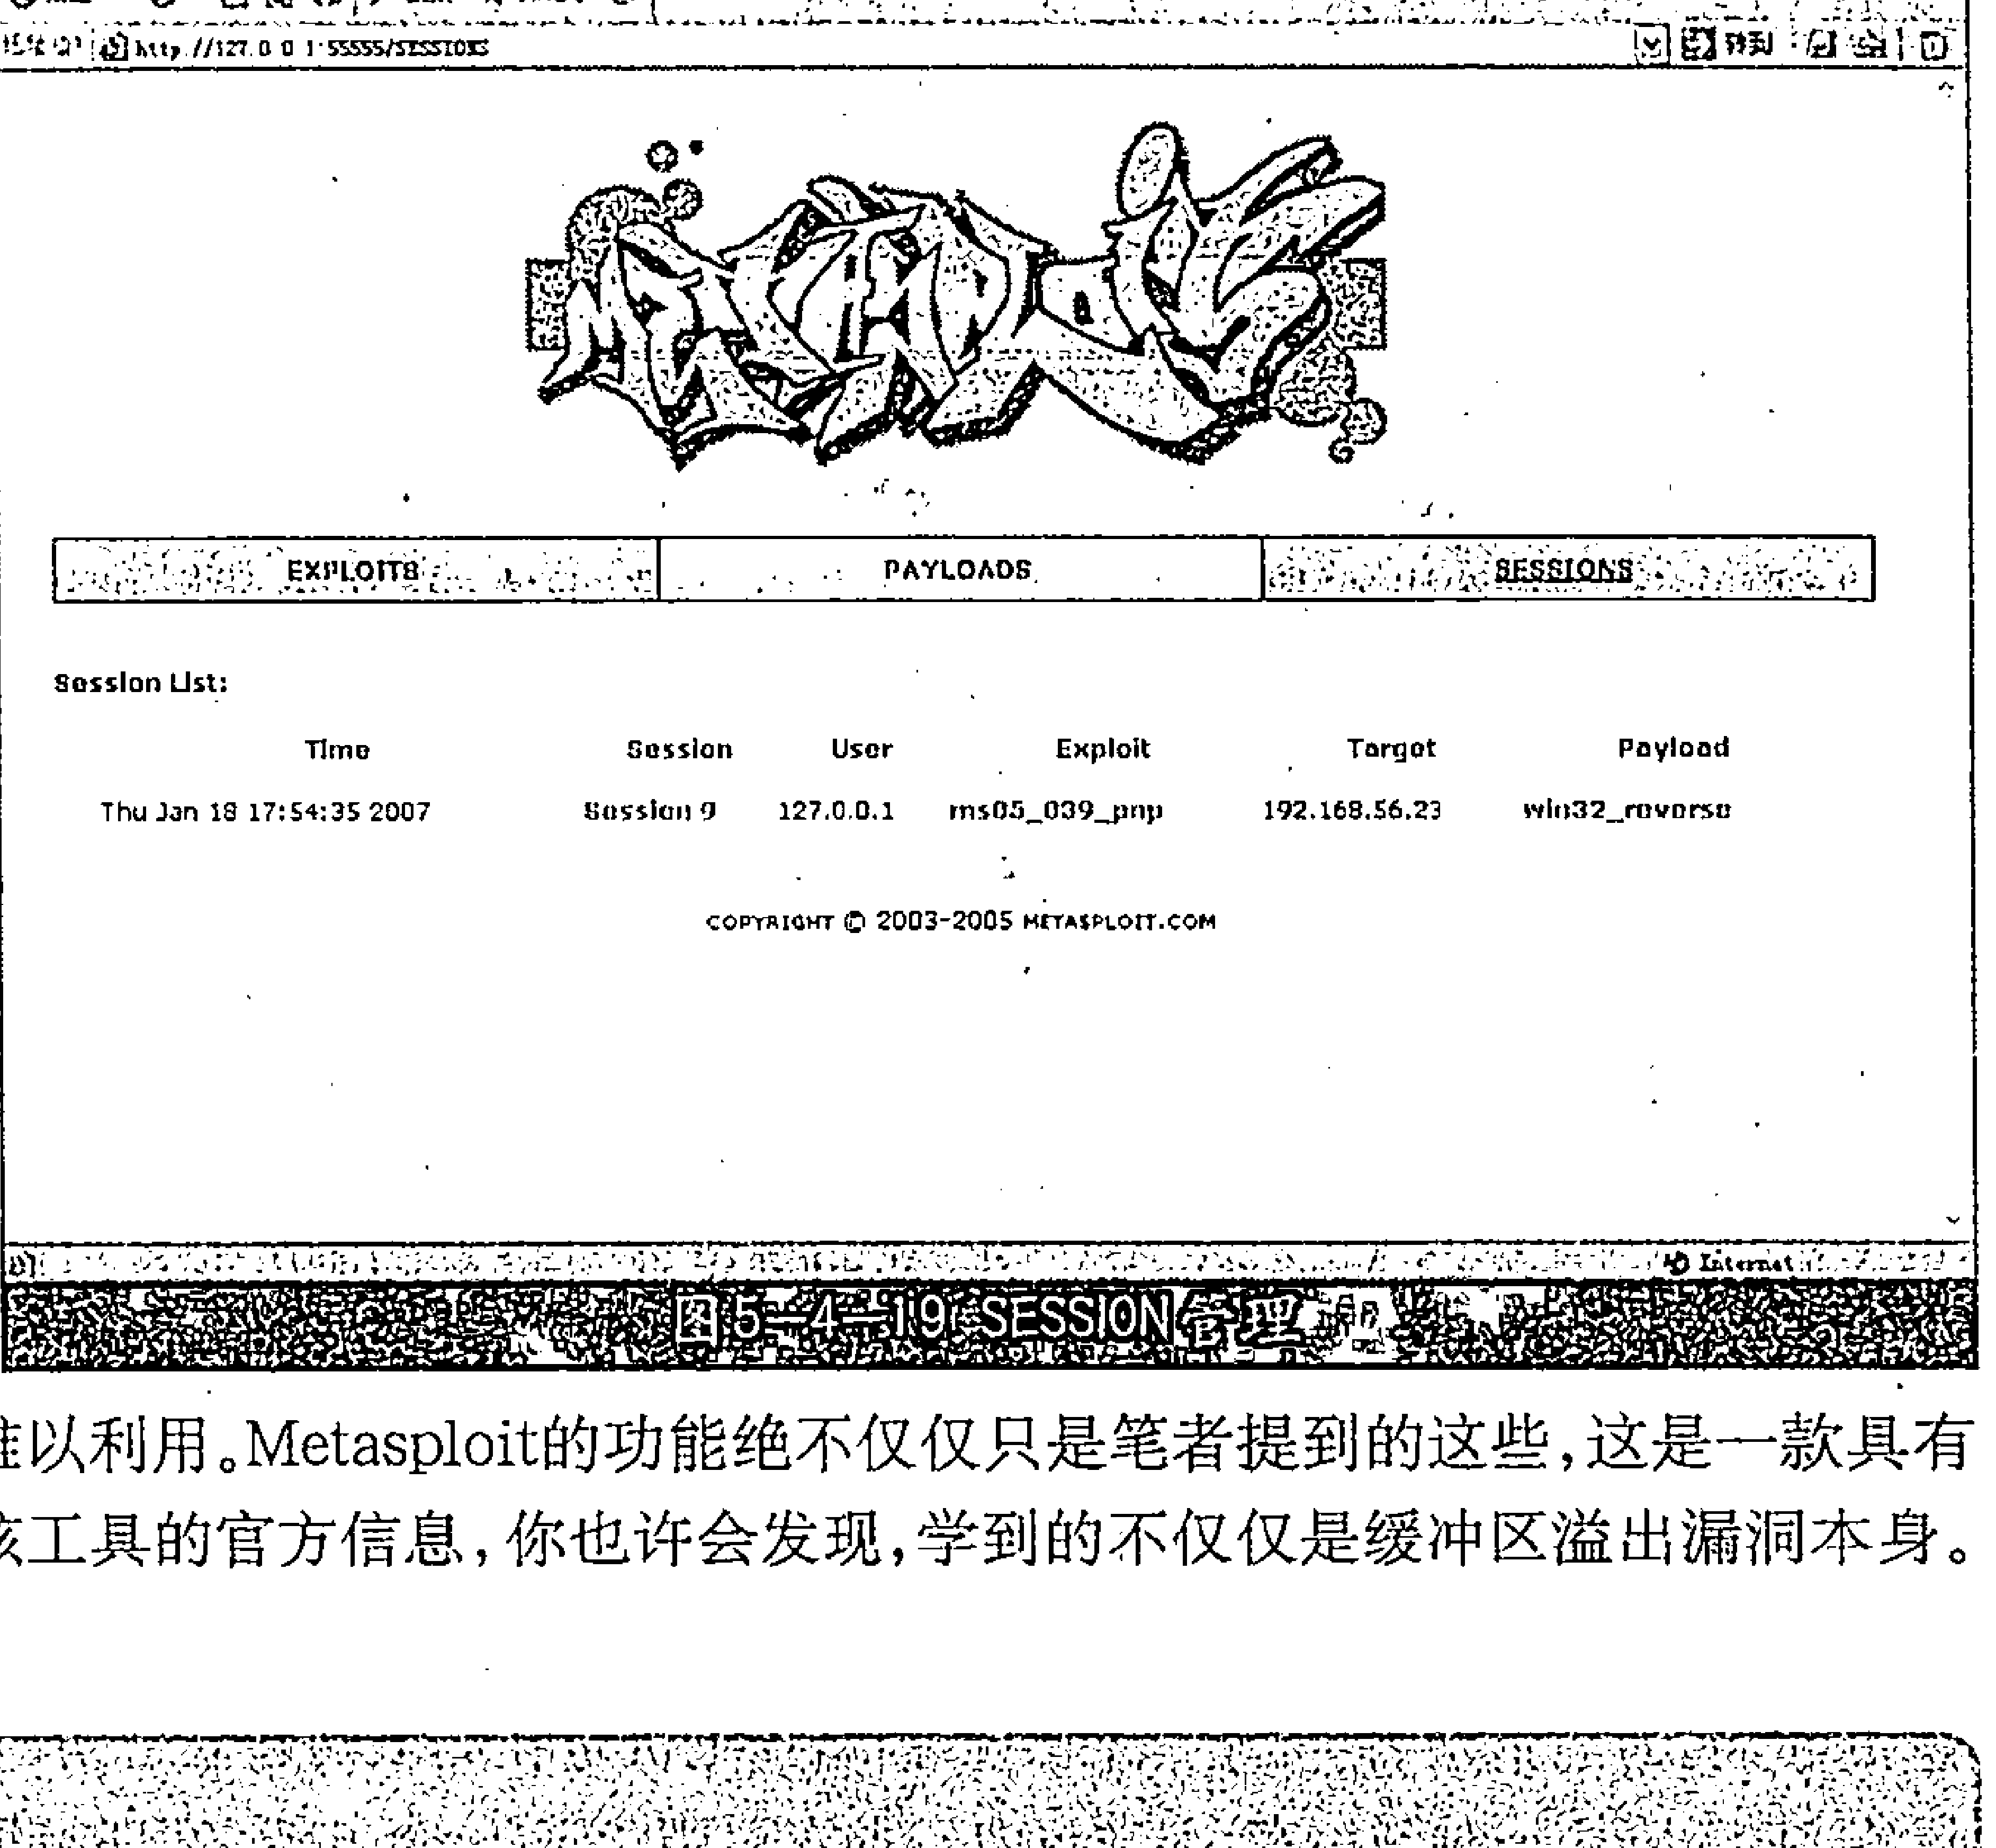 http://127.0.0.1:55555/SESSIONS 转到
EXPLOITS PAYLOADS SESSIONS
Session List:
Time Session User Exploit Target Payload
Thu Jan 18 17:54:35 2007 Session 9 127.0.0.1 ms05_039_pnp 192.168.56.23 win32_reverse
COPYRIGHT © 2003-2005 METASPLOIT.COM
Internet
图5-4-19 SESSION管理
以利用。Metasploit的功能绝不仅仅只是笔者提到的这些，这是一款具有
工具的官方信息，你也许会发现，学到的不仅仅是缓冲区溢出漏洞本身。